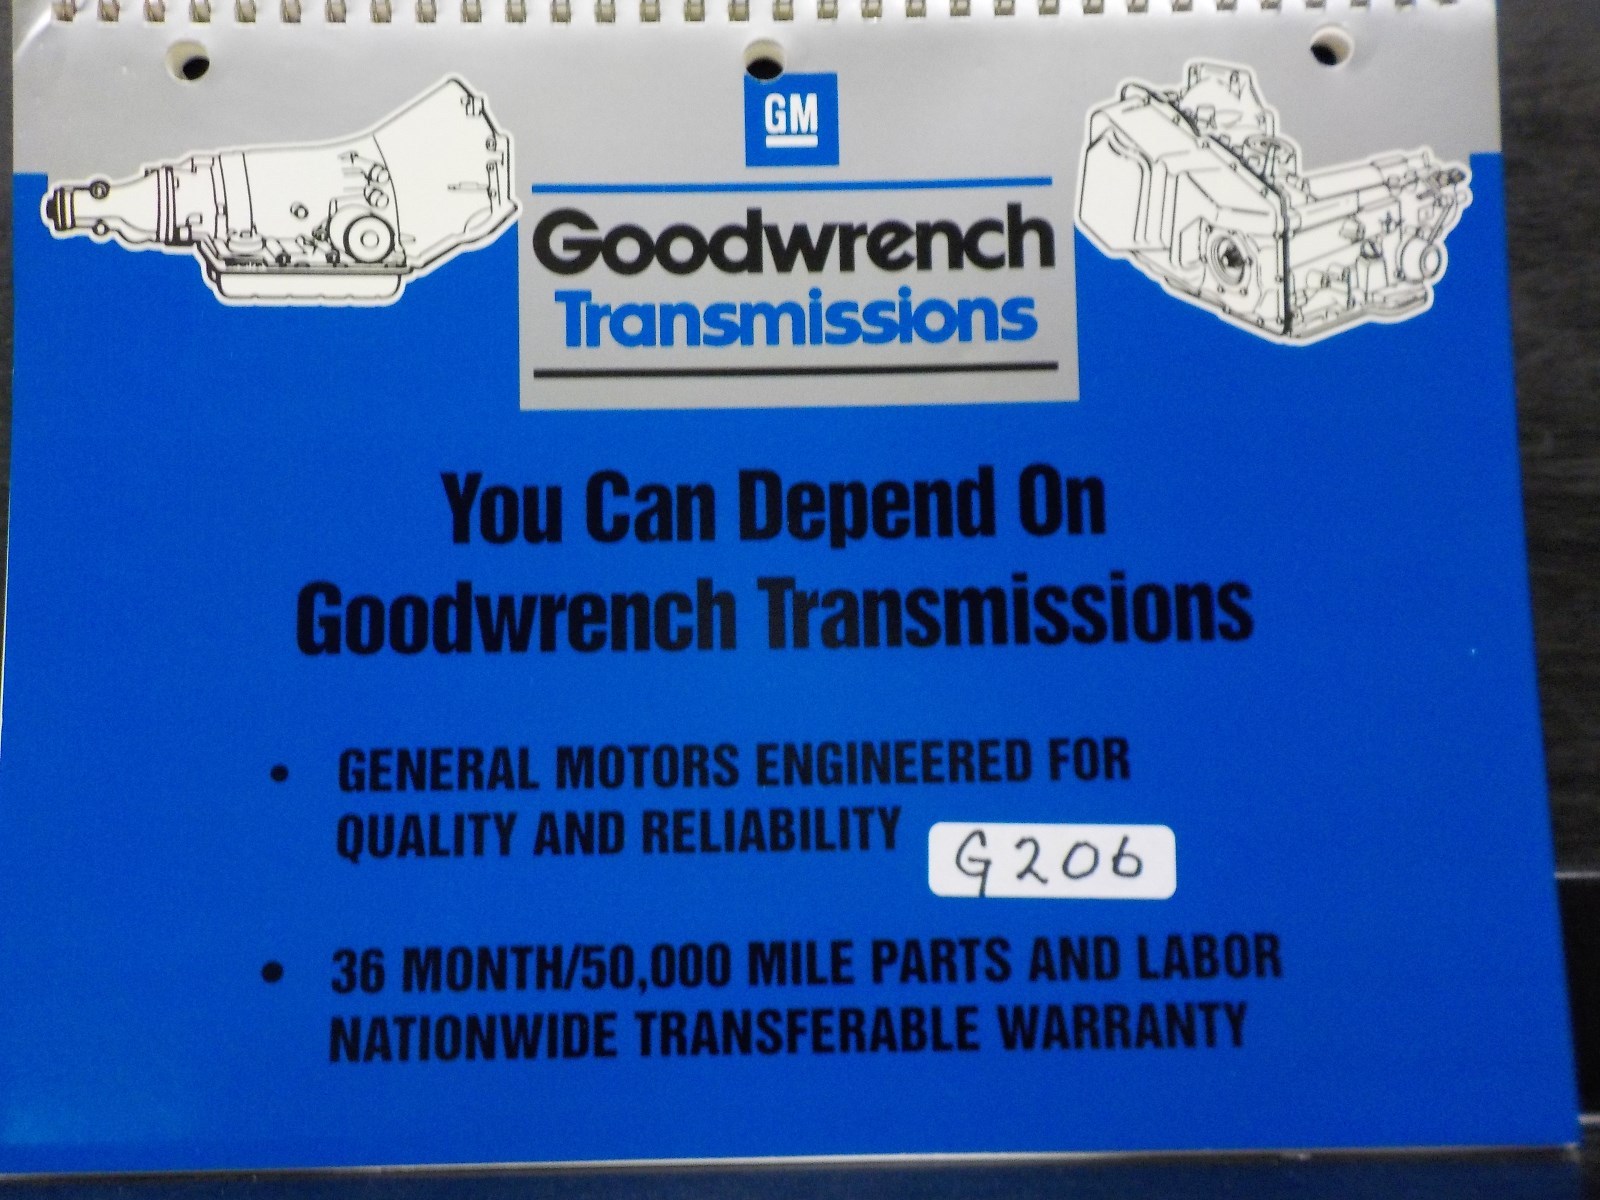 GM
Goodwrench
Transmissions
You Can Depend On
Goodwrench Transmissions
• GENERAL MOTORS ENGINEERED FOR
QUALITY AND RELIABILITY
G206
• 36 MONTH/50,000 MILE PARTS AND LABOR
NATIONWIDE TRANSFERABLE WARRANTY